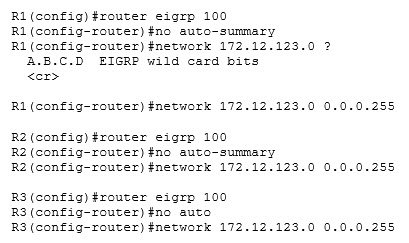 R1(config)#router eigrp 100
R1(config-router)#no auto-summary
R1(config-router)#network 172.12.123.0 ?
  A.B.C.D  EIGRP wild card bits
  <cr>
R1(config-router)#network 172.12.123.0 0.0.0.255
R2(config)#router eigrp 100
R2(config-router)#no auto-summary
R2(config-router)#network 172.12.123.0 0.0.0.255
R3(config)#router eigrp 100
R3(config-router)#no auto
R3(config-router)#network 172.12.123.0 0.0.0.255